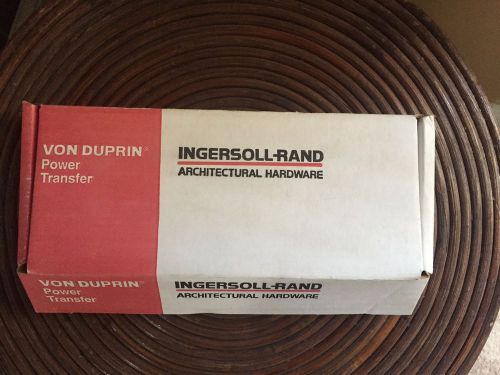 VON DUPRIN®
Power
Transfer
INGERSOLL-RAND
ARCHITECTURAL HARDWARE
VON DUPRIN®
Power
Transfer
INGERSOLL-RAND
ARCHITECTURAL HARDWARE